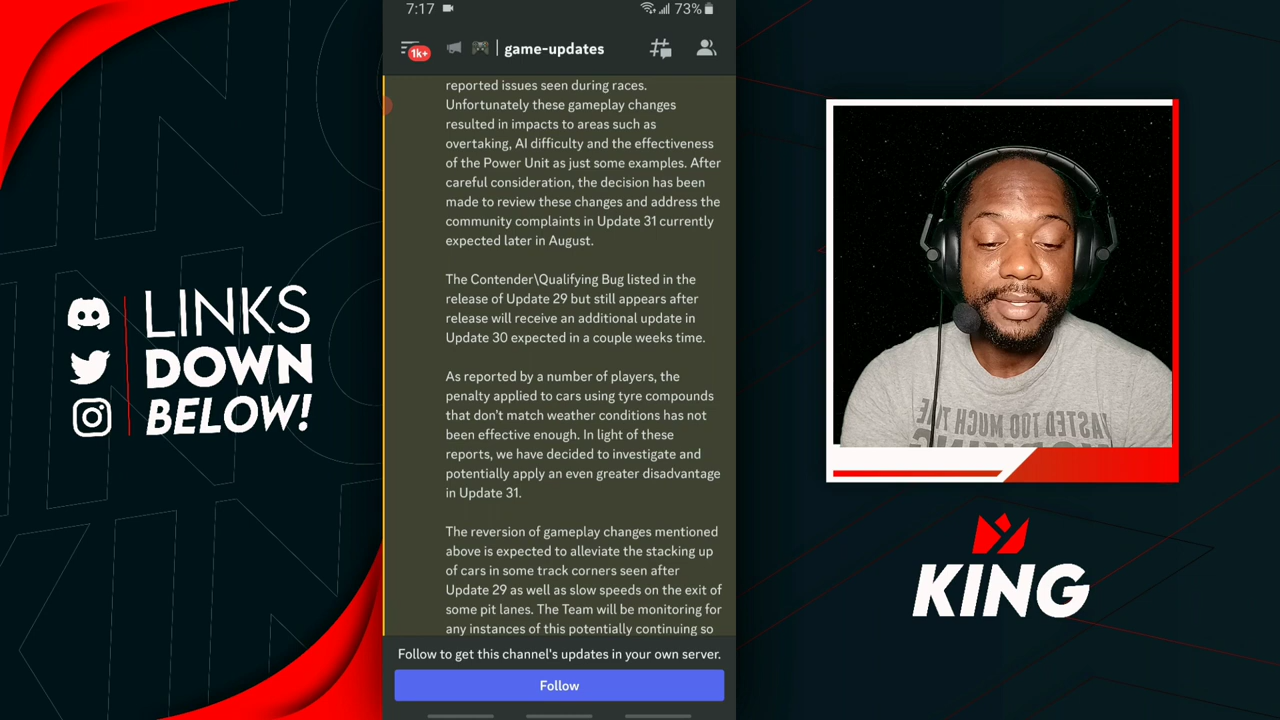 7:17
73%
1k+
game-updates
reported issues seen during races.
Unfortunately these gameplay changes
resulted in impacts to areas such as
overtaking, AI difficulty and the effectiveness
of the Power Unit as just some examples. After
careful consideration, the decision has been
made to review these changes and address the
community complaints in Update 31 currently
expected later in August.
The Contender\Qualifying Bug listed in the
release of Update 29 but still appears after
release will receive an additional update in
Update 30 expected in a couple weeks time.
As reported by a number of players, the
penalty applied to cars using tyre compounds
that don't match weather conditions has not
been effective enough. In light of these
reports, we have decided to investigate and
potentially apply an even greater disadvantage
in Update 31.
The reversion of gameplay changes mentioned
above is expected to alleviate the stacking up
of cars in some track corners seen after
Update 29 as well as slow speeds on the exit of
some pit lanes. The Team will be monitoring for
any instances of this potentially continuing so
Follow to get this channel's updates in your own server.
Follow
LINKS
DOWN
BELOW!
KING